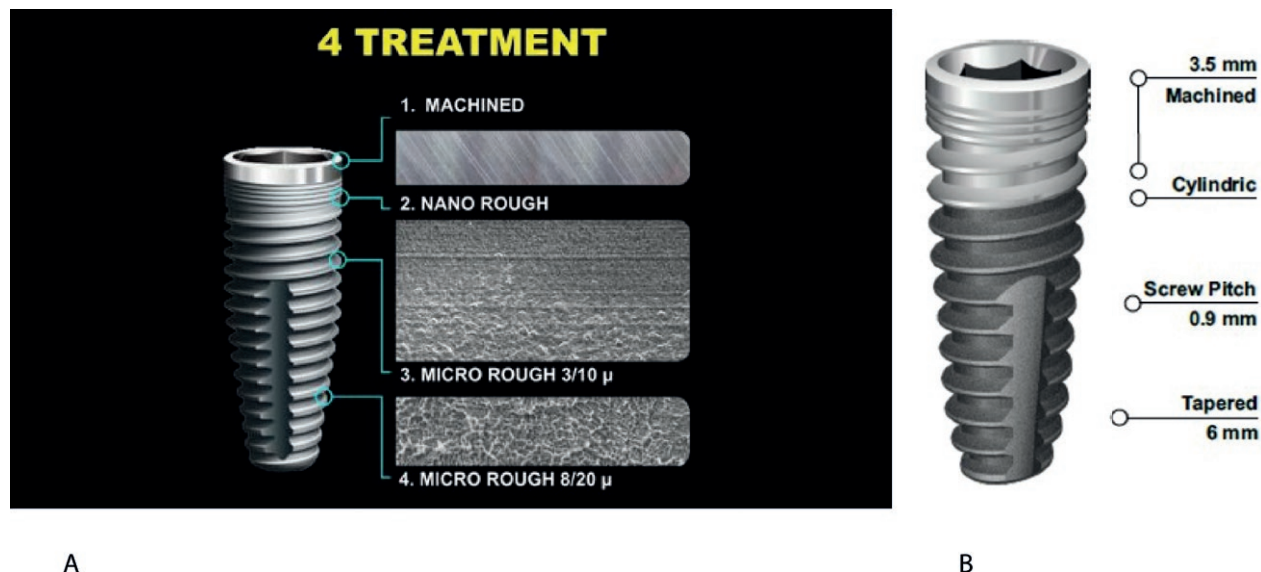 4 TREATMENT
1. MACHINED
2. NANO ROUGH
3. MICRO ROUGH 3/10 µ
4. MICRO ROUGH 8/20 µ
A
3.5 mm
Machined
Cylindric
Screw Pitch
0.9 mm
Tapered
6 mm
B